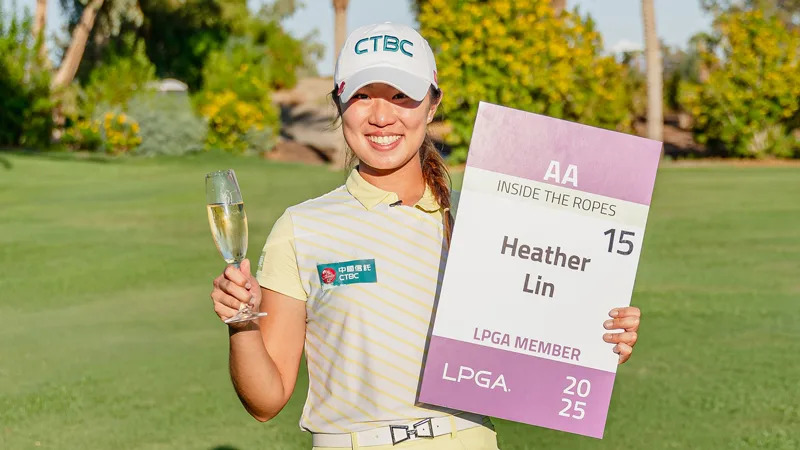 CTBC
中國信託
CTBC
AA
INSIDE THE ROPES
15
Heather
Lin
LPGA MEMBER
LPGA
20
25